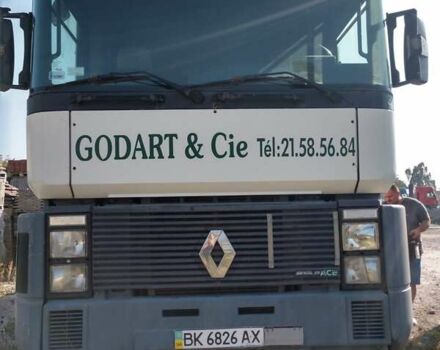 GODART & Cie Tél:21.58.56.84
BK 6826 AX